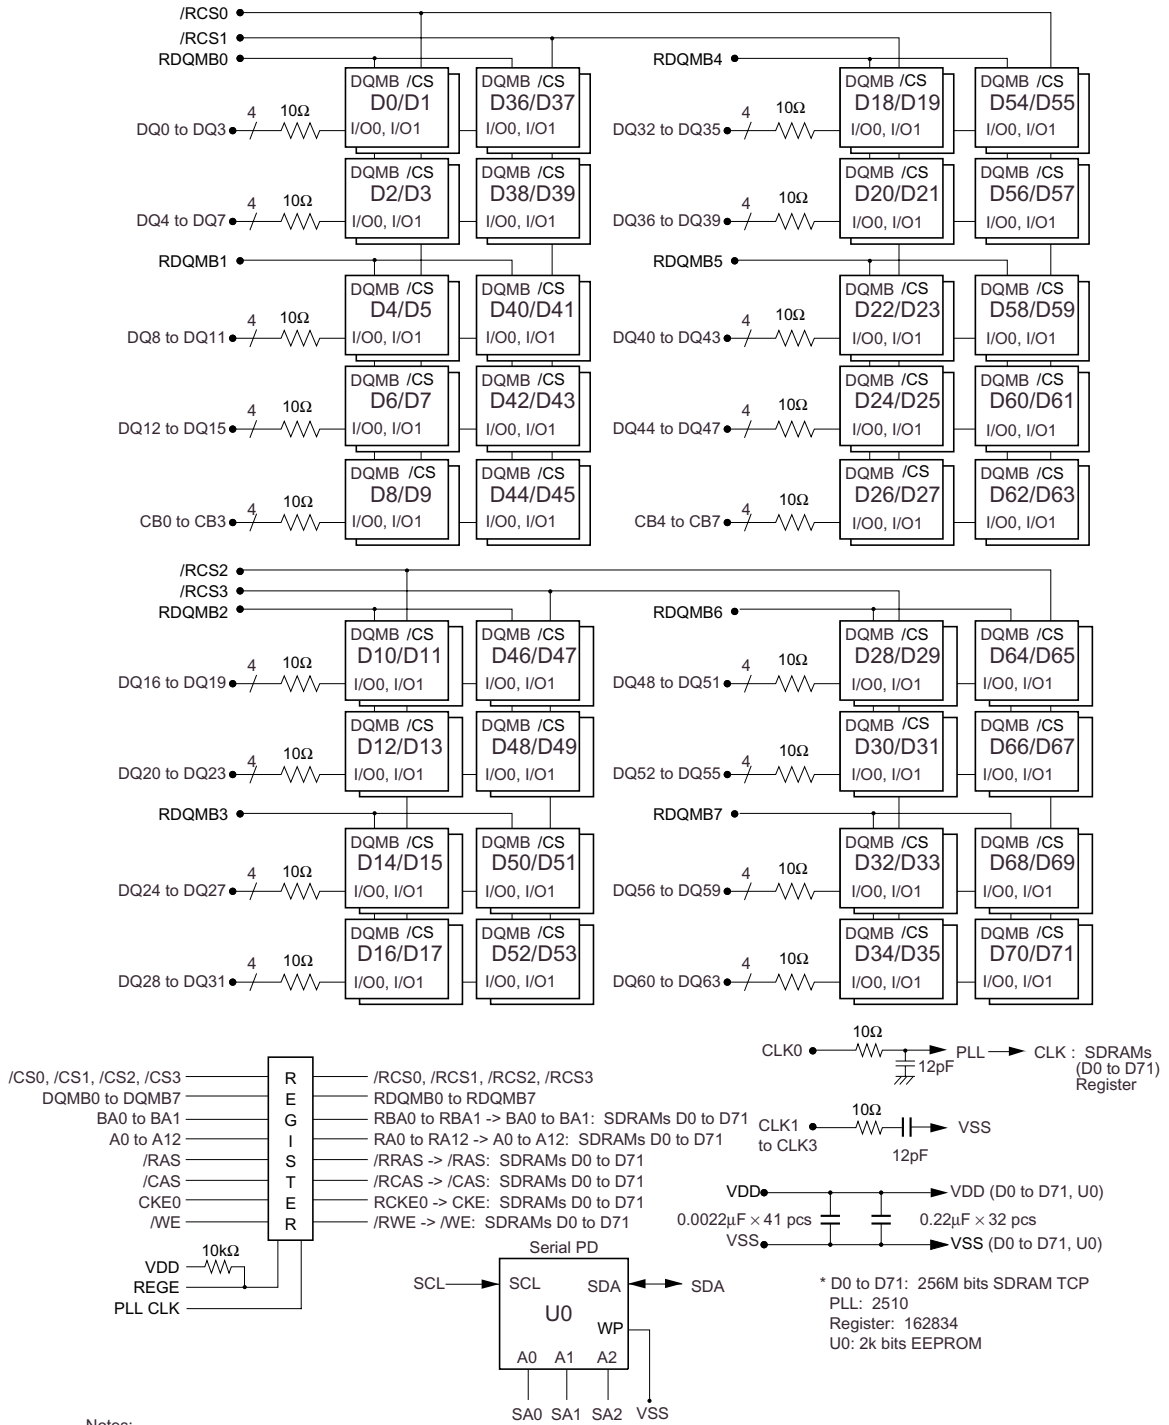 /RCS0
/RCS1
RDQMB0 RDQMB4
DQMB /CS DQMB /CS DQMB /CS DQMB /CS
D0/D1 D36/D37 D18/D19 D54/D55
DQ0 to DQ3 4 10Ω I/O0, I/O1 I/O0, I/O1 DQ32 to DQ35 4 10Ω I/O0, I/O1 I/O0, I/O1
DQMB /CS DQMB /CS DQMB /CS DQMB /CS
D2/D3 D38/D39 D20/D21 D56/D57
DQ4 to DQ7 4 10Ω I/O0, I/O1 I/O0, I/O1 DQ36 to DQ39 4 10Ω I/O0, I/O1 I/O0, I/O1
RDQMB1 RDQMB5
DQMB /CS DQMB /CS DQMB /CS DQMB /CS
D4/D5 D40/D41 D22/D23 D58/D59
DQ8 to DQ11 4 10Ω I/O0, I/O1 I/O0, I/O1 DQ40 to DQ43 4 10Ω I/O0, I/O1 I/O0, I/O1
DQMB /CS DQMB /CS DQMB /CS DQMB /CS
D6/D7 D42/D43 D24/D25 D60/D61
DQ12 to DQ15 4 10Ω I/O0, I/O1 I/O0, I/O1 DQ44 to DQ47 4 10Ω I/O0, I/O1 I/O0, I/O1
DQMB /CS DQMB /CS DQMB /CS DQMB /CS
D8/D9 D44/D45 D26/D27 D62/D63
CB0 to CB3 4 10Ω I/O0, I/O1 I/O0, I/O1 CB4 to CB7 4 10Ω I/O0, I/O1 I/O0, I/O1
/RCS2
/RCS3
RDQMB2 RDQMB6
DQMB /CS DQMB /CS DQMB /CS DQMB /CS
D10/D11 D46/D47 D28/D29 D64/D65
DQ16 to DQ19 4 10Ω I/O0, I/O1 I/O0, I/O1 DQ48 to DQ51 4 10Ω I/O0, I/O1 I/O0, I/O1
DQMB /CS DQMB /CS DQMB /CS DQMB /CS
D12/D13 D48/D49 D30/D31 D66/D67
DQ20 to DQ23 4 10Ω I/O0, I/O1 I/O0, I/O1 DQ52 to DQ55 4 10Ω I/O0, I/O1 I/O0, I/O1
RDQMB3 RDQMB7
DQMB /CS DQMB /CS DQMB /CS DQMB /CS
D14/D15 D50/D51 D32/D33 D68/D69
DQ24 to DQ27 4 10Ω I/O0, I/O1 I/O0, I/O1 DQ56 to DQ59 4 10Ω I/O0, I/O1 I/O0, I/O1
DQMB /CS DQMB /CS DQMB /CS DQMB /CS
D16/D17 D52/D53 D34/D35 D70/D71
DQ28 to DQ31 4 10Ω I/O0, I/O1 I/O0, I/O1 DQ60 to DQ63 4 10Ω I/O0, I/O1 I/O0, I/O1
/CS0, /CS1, /CS2, /CS3 R /RCS0, /RCS1, /RCS2, /RCS3
DQMB0 to DQMB7 E RDQMB0 to RDQMB7
BA0 to BA1 G RBA0 to RBA1 -> BA0 to BA1: SDRAMs D0 to D71
A0 to A12 I RA0 to RA12 -> A0 to A12: SDRAMs D0 to D71
/RAS S /RRAS -> /RAS: SDRAMs D0 to D71
/CAS T /RCAS -> /CAS: SDRAMs D0 to D71
CKE0 E RCKE0 -> CKE: SDRAMs D0 to D71
/WE R /RWE -> /WE: SDRAMs D0 to D71
10kΩ
VDD
REGE
PLL CLK
10Ω
CLK0 12pF PLL CLK : SDRAMs
(D0 to D71)
Register
10Ω
CLK1 VSS
to CLK3 12pF
VDD VDD (D0 to D71, U0)
0.0022μF × 41 pcs 0.22μF × 32 pcs
VSS VSS (D0 to D71, U0)
Serial PD
SCL SCL SDA SDA
U0
WP
A0 A1 A2
SA0 SA1 SA2 VSS
* D0 to D71: 256M bits SDRAM TCP
PLL: 2510
Register: 162834
U0: 2k bits EEPROM
Notes: